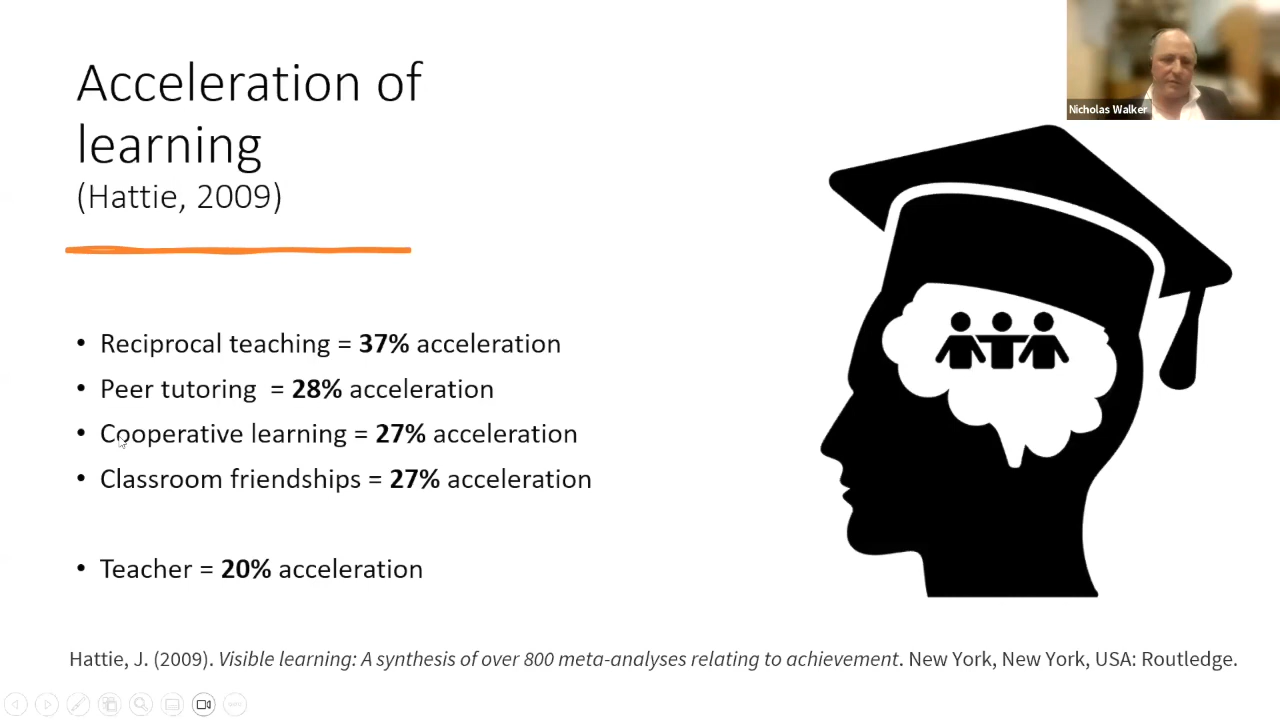 Acceleration of
learning
(Hattie, 2009)
Nicholas Walker
• Reciprocal teaching = 37% acceleration
• Peer tutoring = 28% acceleration
• Cooperative learning = 27% acceleration
• Classroom friendships = 27% acceleration
• Teacher = 20% acceleration
Hattie, J. (2009). Visible learning: A synthesis of over 800 meta-analyses relating to achievement. New York, New York, USA: Routledge.